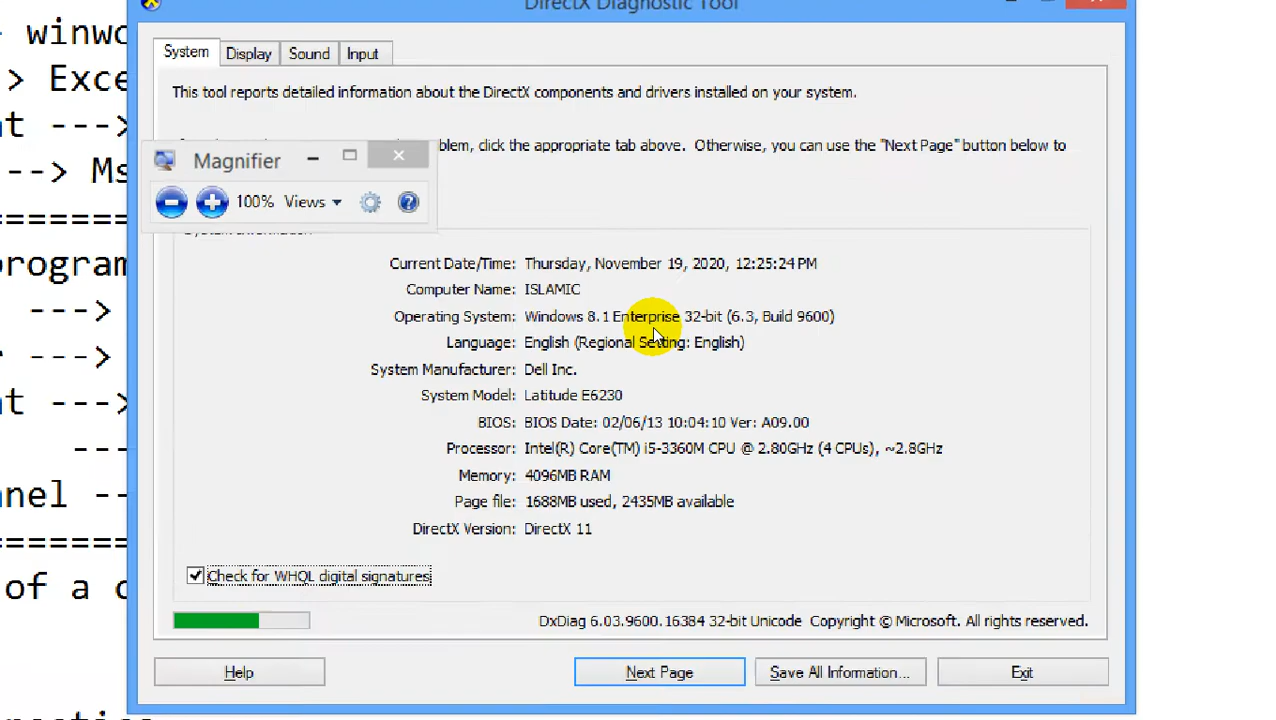 DirectX Diagnostic Tool
winwo
> Exce
nt --->
--> Ms
========
program
--->
r --->
nt --->
---
anel --
========
of a c
System Display Sound Input
This tool reports detailed information about the DirectX components and drivers installed on your system.
blem, click the appropriate tab above. Otherwise, you can use the "Next Page" button below to
Magnifier
100% Views
System Information
Current Date/Time: Thursday, November 19, 2020, 12:25:24 PM
Computer Name: ISLAMIC
Operating System: Windows 8.1 Enterprise 32-bit (6.3, Build 9600)
Language: English (Regional Setting: English)
System Manufacturer: Dell Inc.
System Model: Latitude E6230
BIOS: BIOS Date: 02/06/13 10:04:10 Ver: A09.00
Processor: Intel(R) Core(TM) i5-3360M CPU @ 2.80GHz (4 CPUs), ~2.8GHz
Memory: 4096MB RAM
Page file: 1688MB used, 2435MB available
DirectX Version: DirectX 11
Check for WHQL digital signatures
DxDiag 6.03.9600.16384 32-bit Unicode Copyright © Microsoft. All rights reserved.
Help Next Page Save All Information... Exit